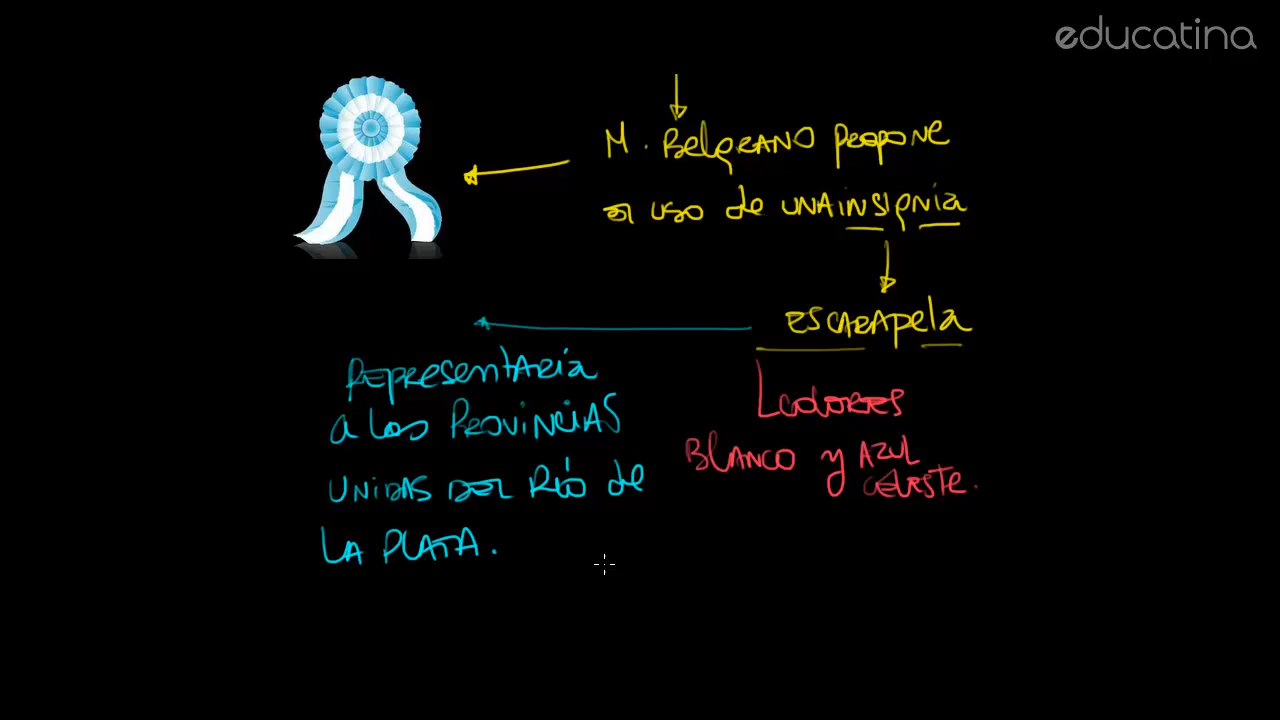 educatina
M. Belgrano propone
el uso de una insignia
escarapela
colores
Blanco y azul
celeste.
Representaría
a las Provincias
Unidas del Río de
la Plata.